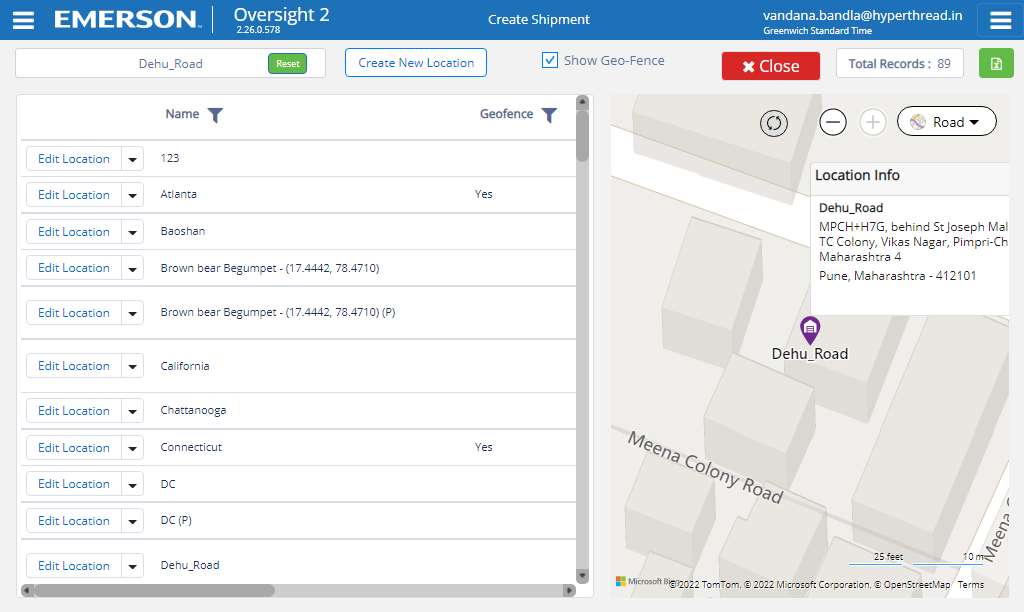 EMERSON.
Oversight 2
2.26.0.578
Create Shipment
vandana.bandla@hyperthread.in
Greenwich Standard Time
Dehu_Road
Reset
Create New Location
Show Geo-Fence
Close
Total Records : 89
Name
Geofence
Edit Location 123
Edit Location Atlanta Yes
Edit Location Baoshan
Edit Location Brown bear Begumpet - (17.4442, 78.4710)
Edit Location Brown bear Begumpet - (17.4442, 78.4710) (P)
Edit Location California
Edit Location Chattanooga
Edit Location Connecticut Yes
Edit Location DC
Edit Location DC (P)
Edit Location Dehu_Road
Road
Location Info
Dehu_Road
MPCH+H7G, behind St Joseph Mal
TC Colony, Vikas Nagar, Pimpri-Ch
Maharashtra 4
Pune, Maharashtra - 412101
Dehu_Road
Meena Colony Road
Meena
25 feet
10 m
Microsoft Bi
© 2022 TomTom, © 2022 Microsoft Corporation, © OpenStreetMap Terms